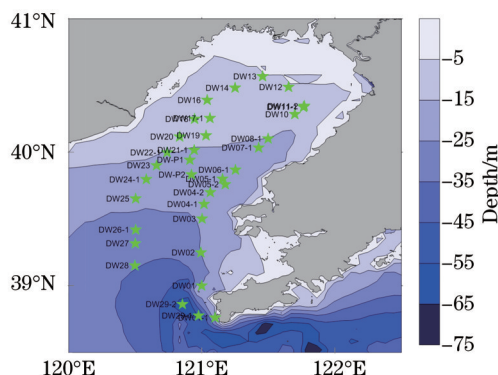 41°N
DW13
DW14
DW12
DW16
DW11-2
DW10
DW17-1
DW20
DW19
DW08-1
DW22-1
DW21-1
DW07-1
DW23
DW-P1
DW06-1
DW24-1
DW-P2
DW05-1
DW05-2
DW04-2
DW25
DW04-1
DW03
DW26-1
DW27
DW02
DW28
DW01
DW29-2
40°N
39°N
120°E
121°E
122°E
-5
-15
-25
-35
-45
-55
-65
-75
Depth/m